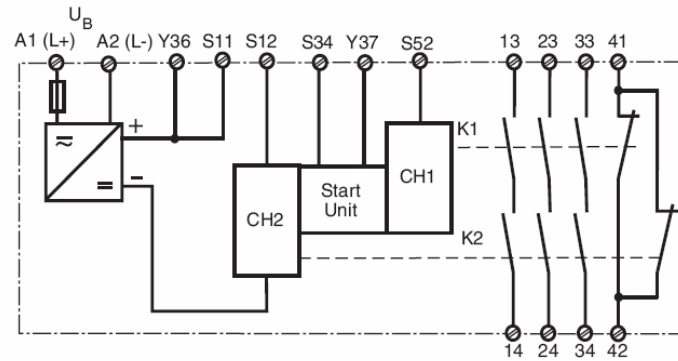 U_B
A1 (L+) A2 (L-) Y36 S11 S12 S34 Y37 S52 13 23 33 41
+
K1
CH1
-
Start
Unit
CH2
K2
14 24 34 42